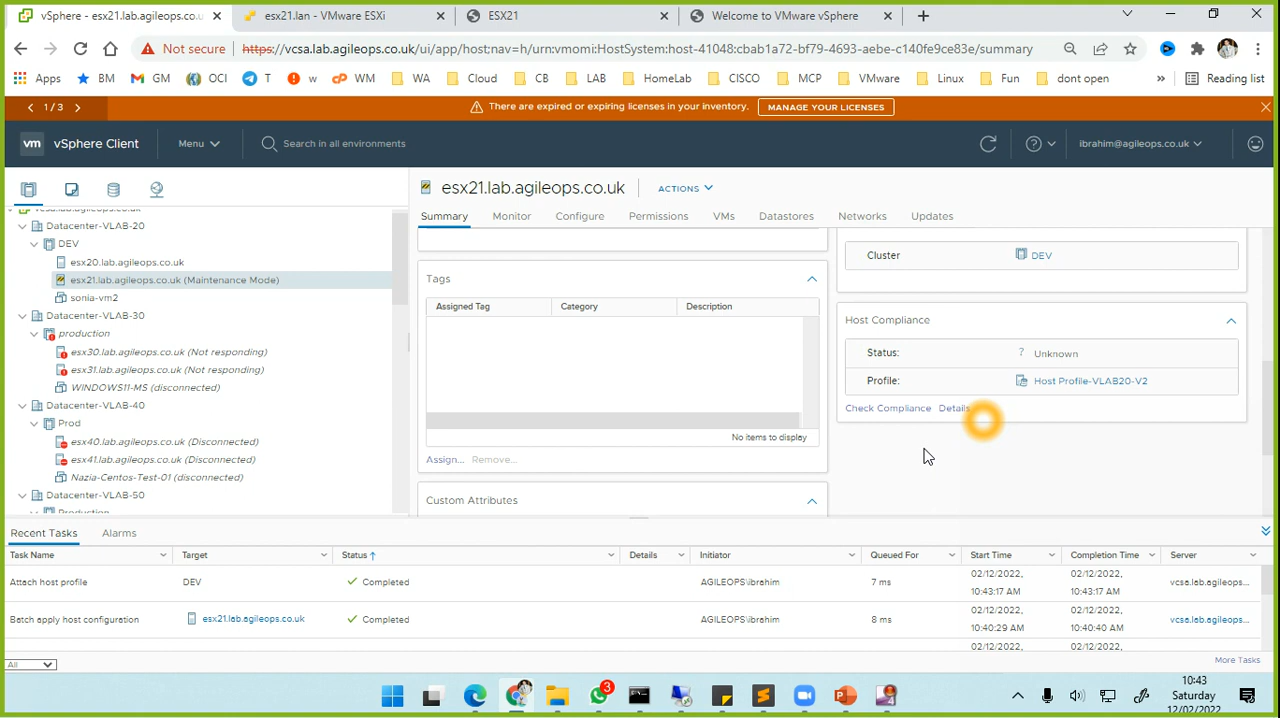 vSphere - esx21.lab.agileops.co.u
esx21.lan - VMware ESXi
ESX21
Welcome to VMware vSphere
Not secure
https://vcsa.lab.agileops.co.uk/ui/app/host;nav=h/urn:vmomi:HostSystem:host-41048:cbab1a72-bf79-4693-aebe-c140fe9ce83e/summary
Apps
BM
GM
OCI
T
w
WM
WA
Cloud
CB
LAB
HomeLab
CISCO
MCP
VMware
Linux
Fun
dont open
»
Reading list
1 / 3
There are expired or expiring licenses in your inventory.
MANAGE YOUR LICENSES
vm
vSphere Client
Menu
Search in all environments
ibrahim@agileops.co.uk
vcsa.lab.agileops.co.uk
Datacenter-VLAB-20
DEV
esx20.lab.agileops.co.uk
esx21.lab.agileops.co.uk (Maintenance Mode)
sonia-vm2
Datacenter-VLAB-30
production
esx30.lab.agileops.co.uk (Not responding)
esx31.lab.agileops.co.uk (Not responding)
WINDOWS11-MS (disconnected)
Datacenter-VLAB-40
Prod
esx40.lab.agileops.co.uk (Disconnected)
esx41.lab.agileops.co.uk (Disconnected)
Nazia-Centos-Test-01 (disconnected)
Datacenter-VLAB-50
esx21.lab.agileops.co.uk
ACTIONS
Summary
Monitor
Configure
Permissions
VMs
Datastores
Networks
Updates
Tags
Assigned Tag
Category
Description
No items to display
Assign...
Remove...
Custom Attributes
Cluster
DEV
Host Compliance
Status:
? Unknown
Profile:
Host Profile-VLAB20-V2
Check Compliance
Details
Recent Tasks
Alarms
Task Name
Target
Status
Details
Initiator
Queued For
Start Time
Completion Time
Server
Attach host profile
DEV
Completed
AGILEOPS\ibrahim
7 ms
02/12/2022,
10:43:17 AM
02/12/2022,
10:43:17 AM
vcsa.lab.agileops...
Batch apply host configuration
esx21.lab.agileops.co.uk
Completed
AGILEOPS\ibrahim
8 ms
02/12/2022,
10:40:29 AM
02/12/2022,
10:40:40 AM
vcsa.lab.agileops...
All
More Tasks
3
10:43
Saturday
12/02/2022